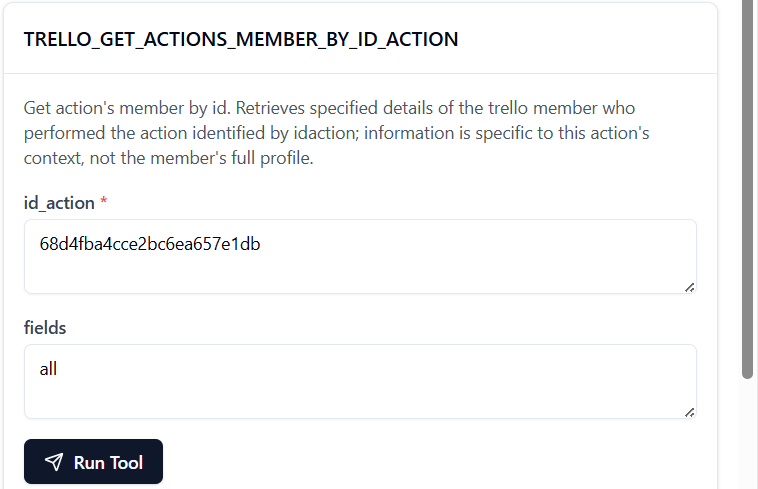 TRELLO_GET_ACTIONS_MEMBER_BY_ID_ACTION
Get action's member by id. Retrieves specified details of the trello member who
performed the action identified by idaction; information is specific to this action's
context, not the member's full profile.
id_action *
68d4fba4cce2bc6ea657e1db
fields
all
Run Tool